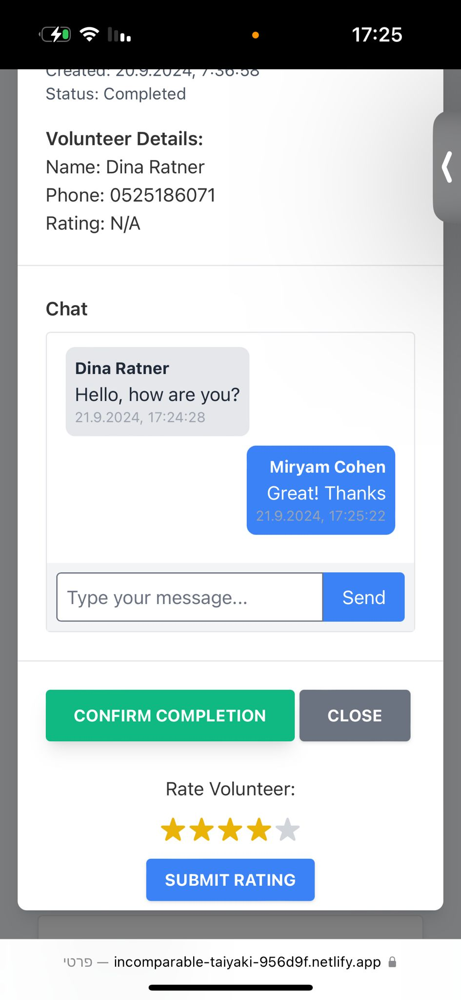 17:25
Created: 20.9.2024, 7:36:58
Status: Completed
Volunteer Details:
Name: Dina Ratner
Phone: 0525186071
Rating: N/A
Chat
Dina Ratner
Hello, how are you?
21.9.2024, 17:24:28
Miryam Cohen
Great! Thanks
21.9.2024, 17:25:22
Type your message...
Send
CONFIRM COMPLETION
CLOSE
Rate Volunteer:
SUBMIT RATING
incomparable-taiyaki-956d9f.netlify.app — פרטי